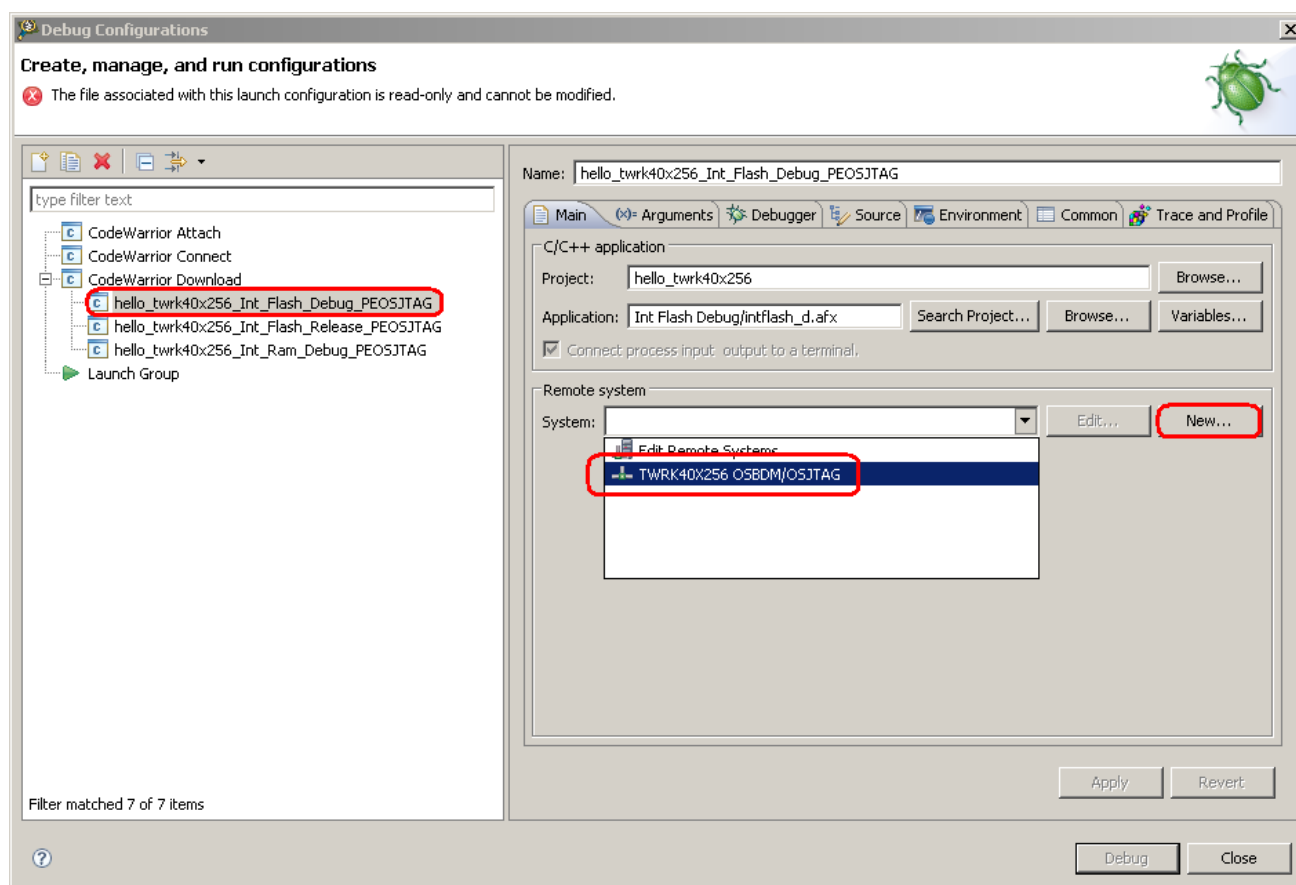 Debug Configurations
Create, manage, and run configurations
The file associated with this launch configuration is read-only and cannot be modified.
type filter text
CodeWarrior Attach
CodeWarrior Connect
CodeWarrior Download
hello_twrk40x256_Int_Flash_Debug_PEOSJTAG
hello_twrk40x256_Int_Flash_Release_PEOSJTAG
hello_twrk40x256_Int_Ram_Debug_PEOSJTAG
Launch Group
Filter matched 7 of 7 items
Name: hello_twrk40x256_Int_Flash_Debug_PEOSJTAG
Main (x)= Arguments Debugger Source Environment Common Trace and Profile
C/C++ application
Project: hello_twrk40x256 Browse...
Application: Int Flash Debug/intflash_d.afx Search Project... Browse... Variables...
Connect process input output to a terminal.
Remote system
System: Edit... New...
Edit Remote Systems
TWRK40X256 OSBDM/OSJTAG
Apply Revert
? Debug Close